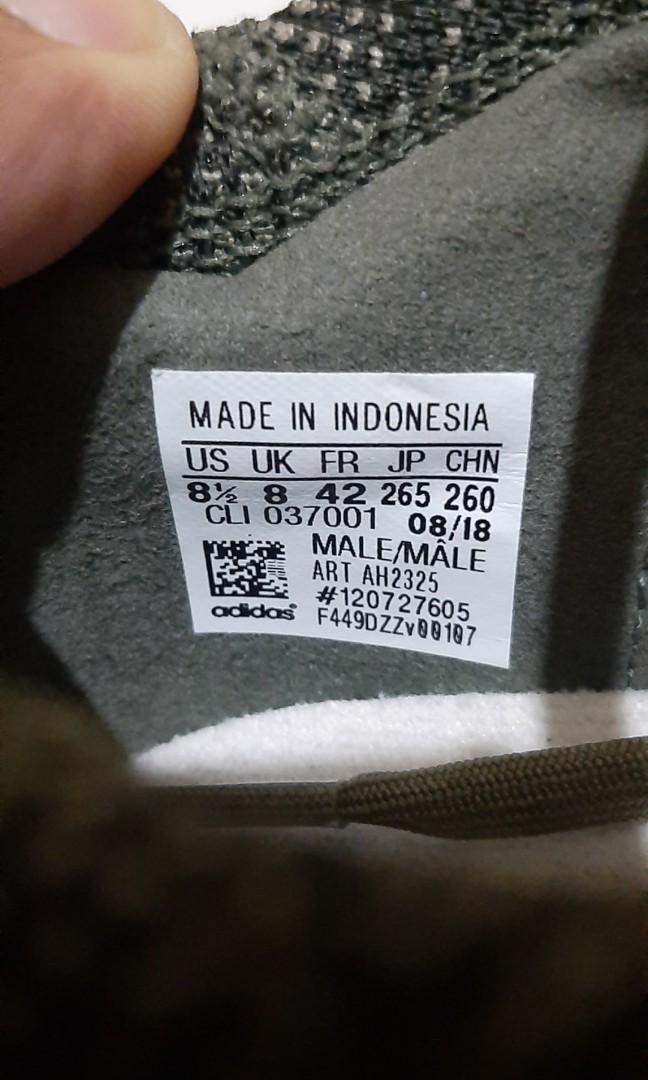 MADE IN INDONESIA
US UK FR JP CHN
8½ 8 42 265 260
CLI 037001 08/18
MALE/MÂLE
ART AH2325
#120727605
adidas® F449DZZv00107